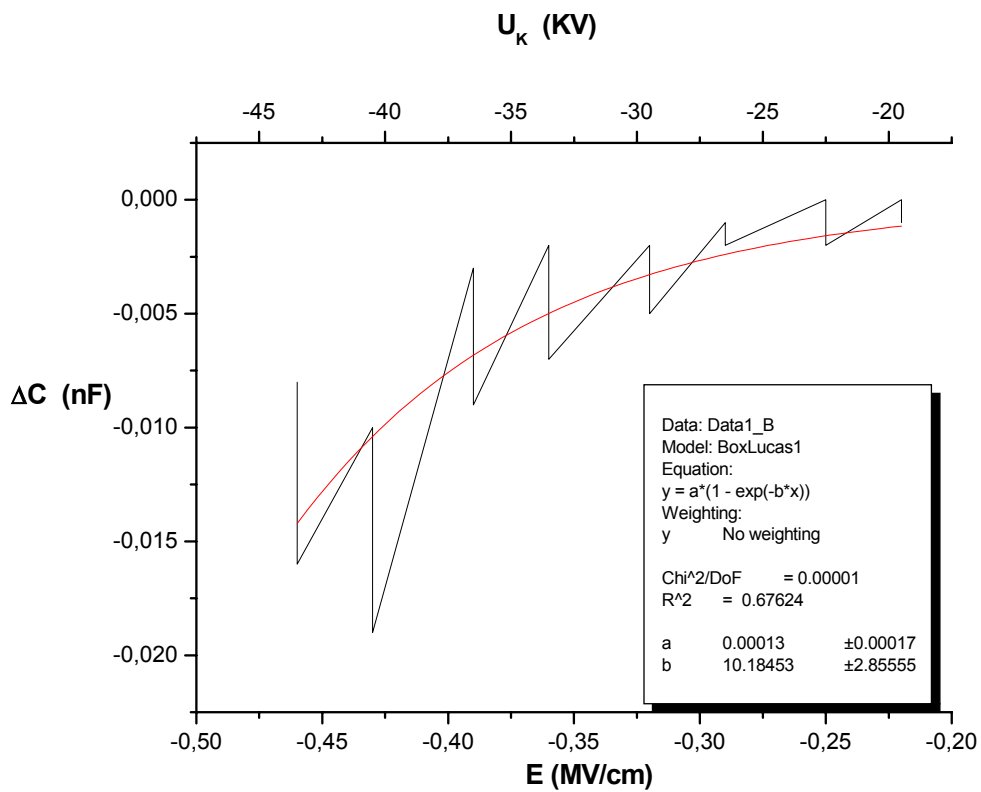 U_K (KV)
-45 -40 -35 -30 -25 -20
0,000
-0,005
-0,010
-0,015
-0,020
ΔC (nF)
Data: Data1_B
Model: BoxLucas1
Equation:
y = a*(1 - exp(-b*x))
Weighting:
y No weighting
Chi^2/DoF = 0.00001
R^2 = 0.67624
a 0.00013 ±0.00017
b 10.18453 ±2.85555
-0,50 -0,45 -0,40 -0,35 -0,30 -0,25 -0,20
E (MV/cm)